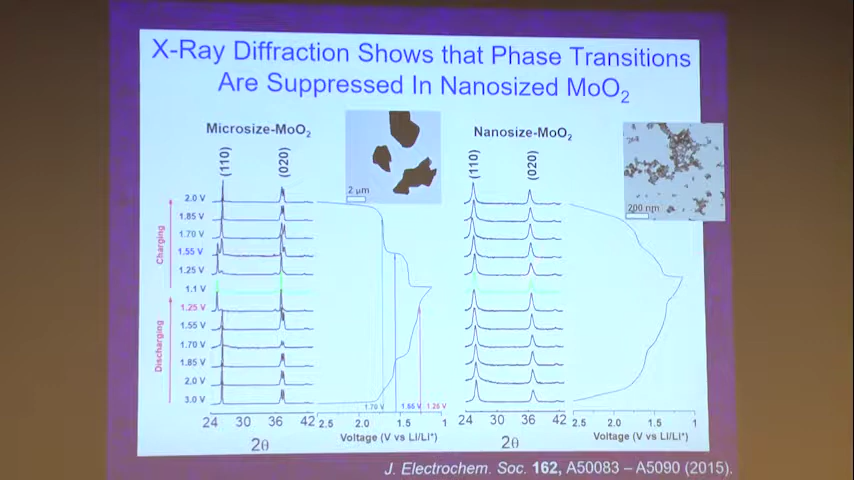 X-Ray Diffraction Shows that Phase Transitions
Are Suppressed In Nanosized MoO₂
Microsize-MoO₂
(110)
(020)
2 μm
Charging
Discharging
2.0 V
1.85 V
1.70 V
1.55 V
1.25 V
1.1 V
1.25 V
1.55 V
1.70 V
1.85 V
2.0 V
3.0 V
1.70 V
1.55 V
1.25 V
24 30 36 42
2θ
2.5 2.0 1.5 1
Voltage (V vs Li/Li⁺)
Nanosize-MoO₂
(110)
(020)
200 nm
24 30 36 42
2θ
2.5 2.0 1.5 1
Voltage (V vs Li/Li⁺)
J. Electrochem. Soc. 162, A50083 – A5090 (2015).